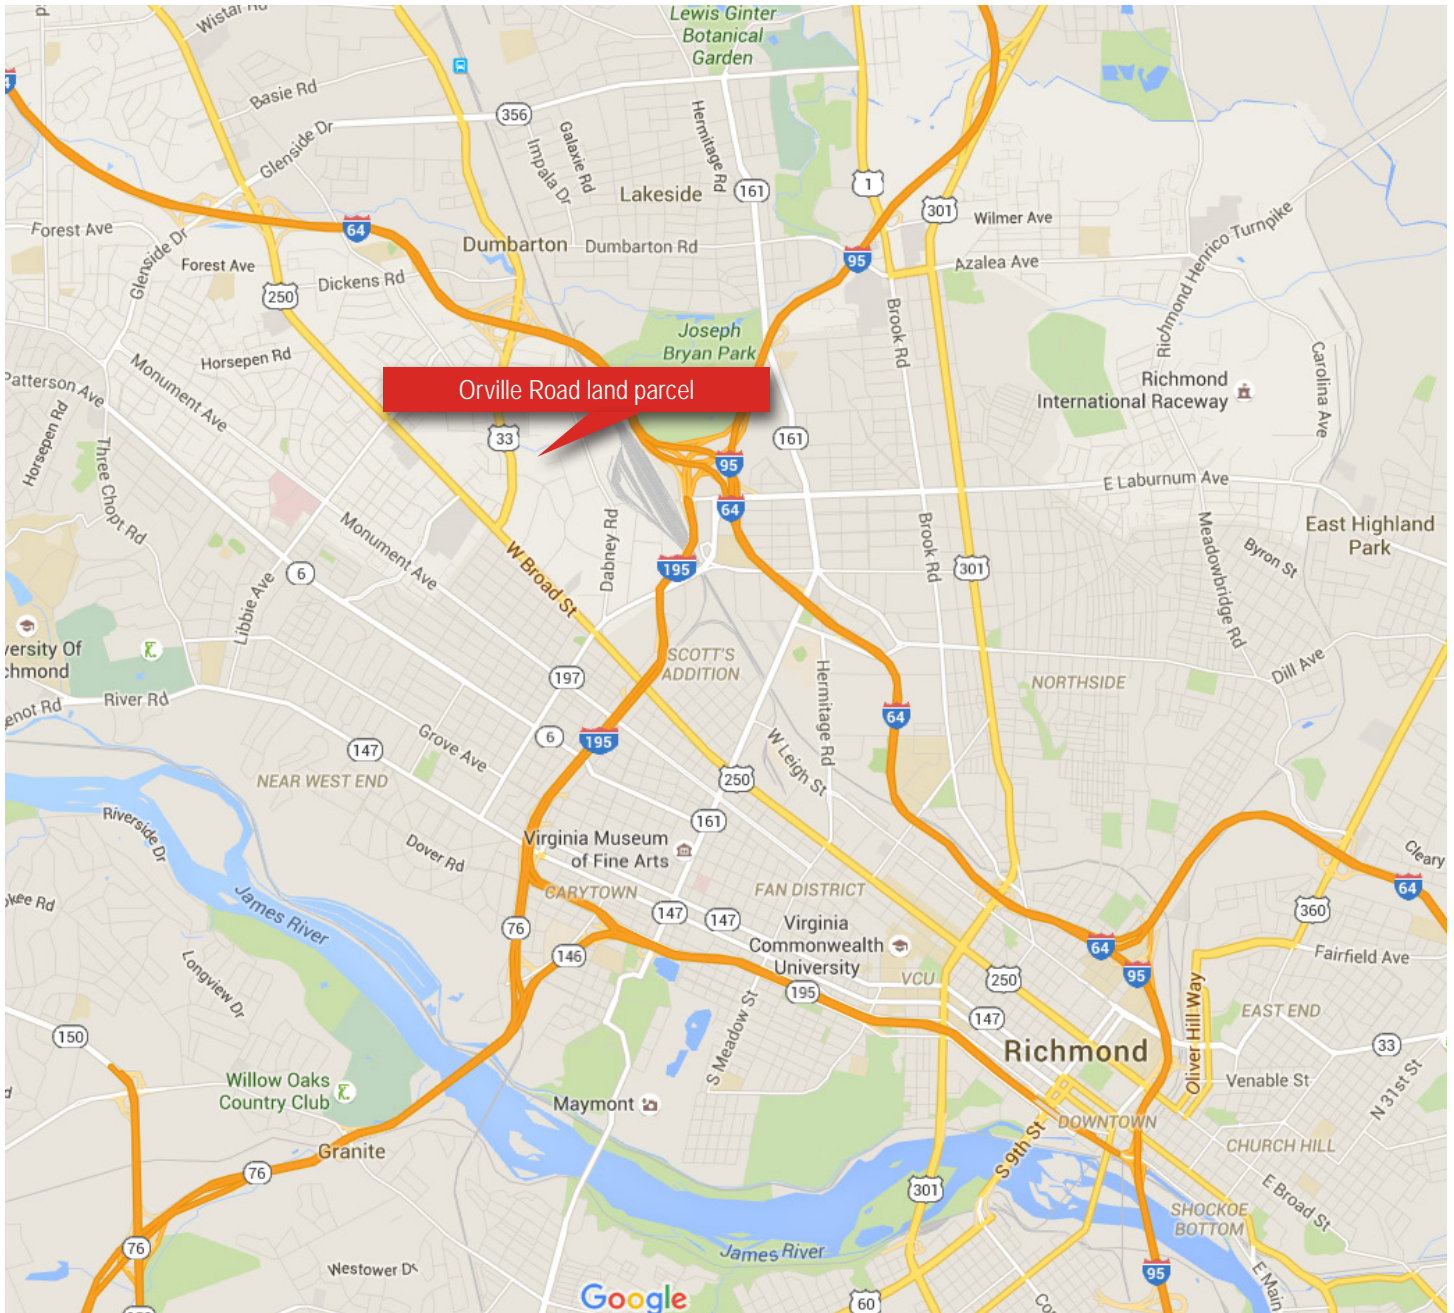 Lewis Ginter
Botanical
Garden
Wistar Rd
Basie Rd
356
Glenside Dr
Galaxie Rd
Impala Dr
Hermitage Rd
Lakeside
161
1
301
Wilmer Ave
Forest Ave
Glenside Dr
64
Dumbarton
Dumbarton Rd
95
Azalea Ave
Richmond Henrico Turnpike
Forest Ave
Dickens Rd
250
Brook Rd
Joseph
Bryan Park
Horsepen Rd
Monument Ave
Patterson Ave
Carolina Ave
Richmond
International Raceway
Orville Road land parcel
Horsepen Rd
Three Chopt Rd
33
161
95
64
E Laburnum Ave
Monument Ave
W Broad St
Dabney Rd
Brook Rd
Meadowbridge Rd
East Highland
Park
Byron St
6
195
301
Libbie Ave
versity Of
chmond
SCOTT'S
ADDITION
Hermitage Rd
Dill Ave
NORTHSIDE
197
River Rd
enot Rd
Grove Ave
6
195
64
147
W Leigh St
NEAR WEST END
250
Riverside Dr
161
Virginia Museum
of Fine Arts
Dover Rd
Cleary
64
CARYTOWN
FAN DISTRICT
okee Rd
James River
76
147
147
360
Virginia
Commonwealth
University
146
64
Fairfield Ave
Longview Dr
VCU
250
95
195
S Meadow St
Oliver Hill Way
EAST END
147
150
Richmond
33
Willow Oaks
Country Club
Venable St
N 31st St
Maymont
DOWNTOWN
Granite
S 9th St
CHURCH HILL
76
301
E Broad St
SHOCKOE
BOTTOM
76
James River
Westower Dr
95
E Main
Google
60